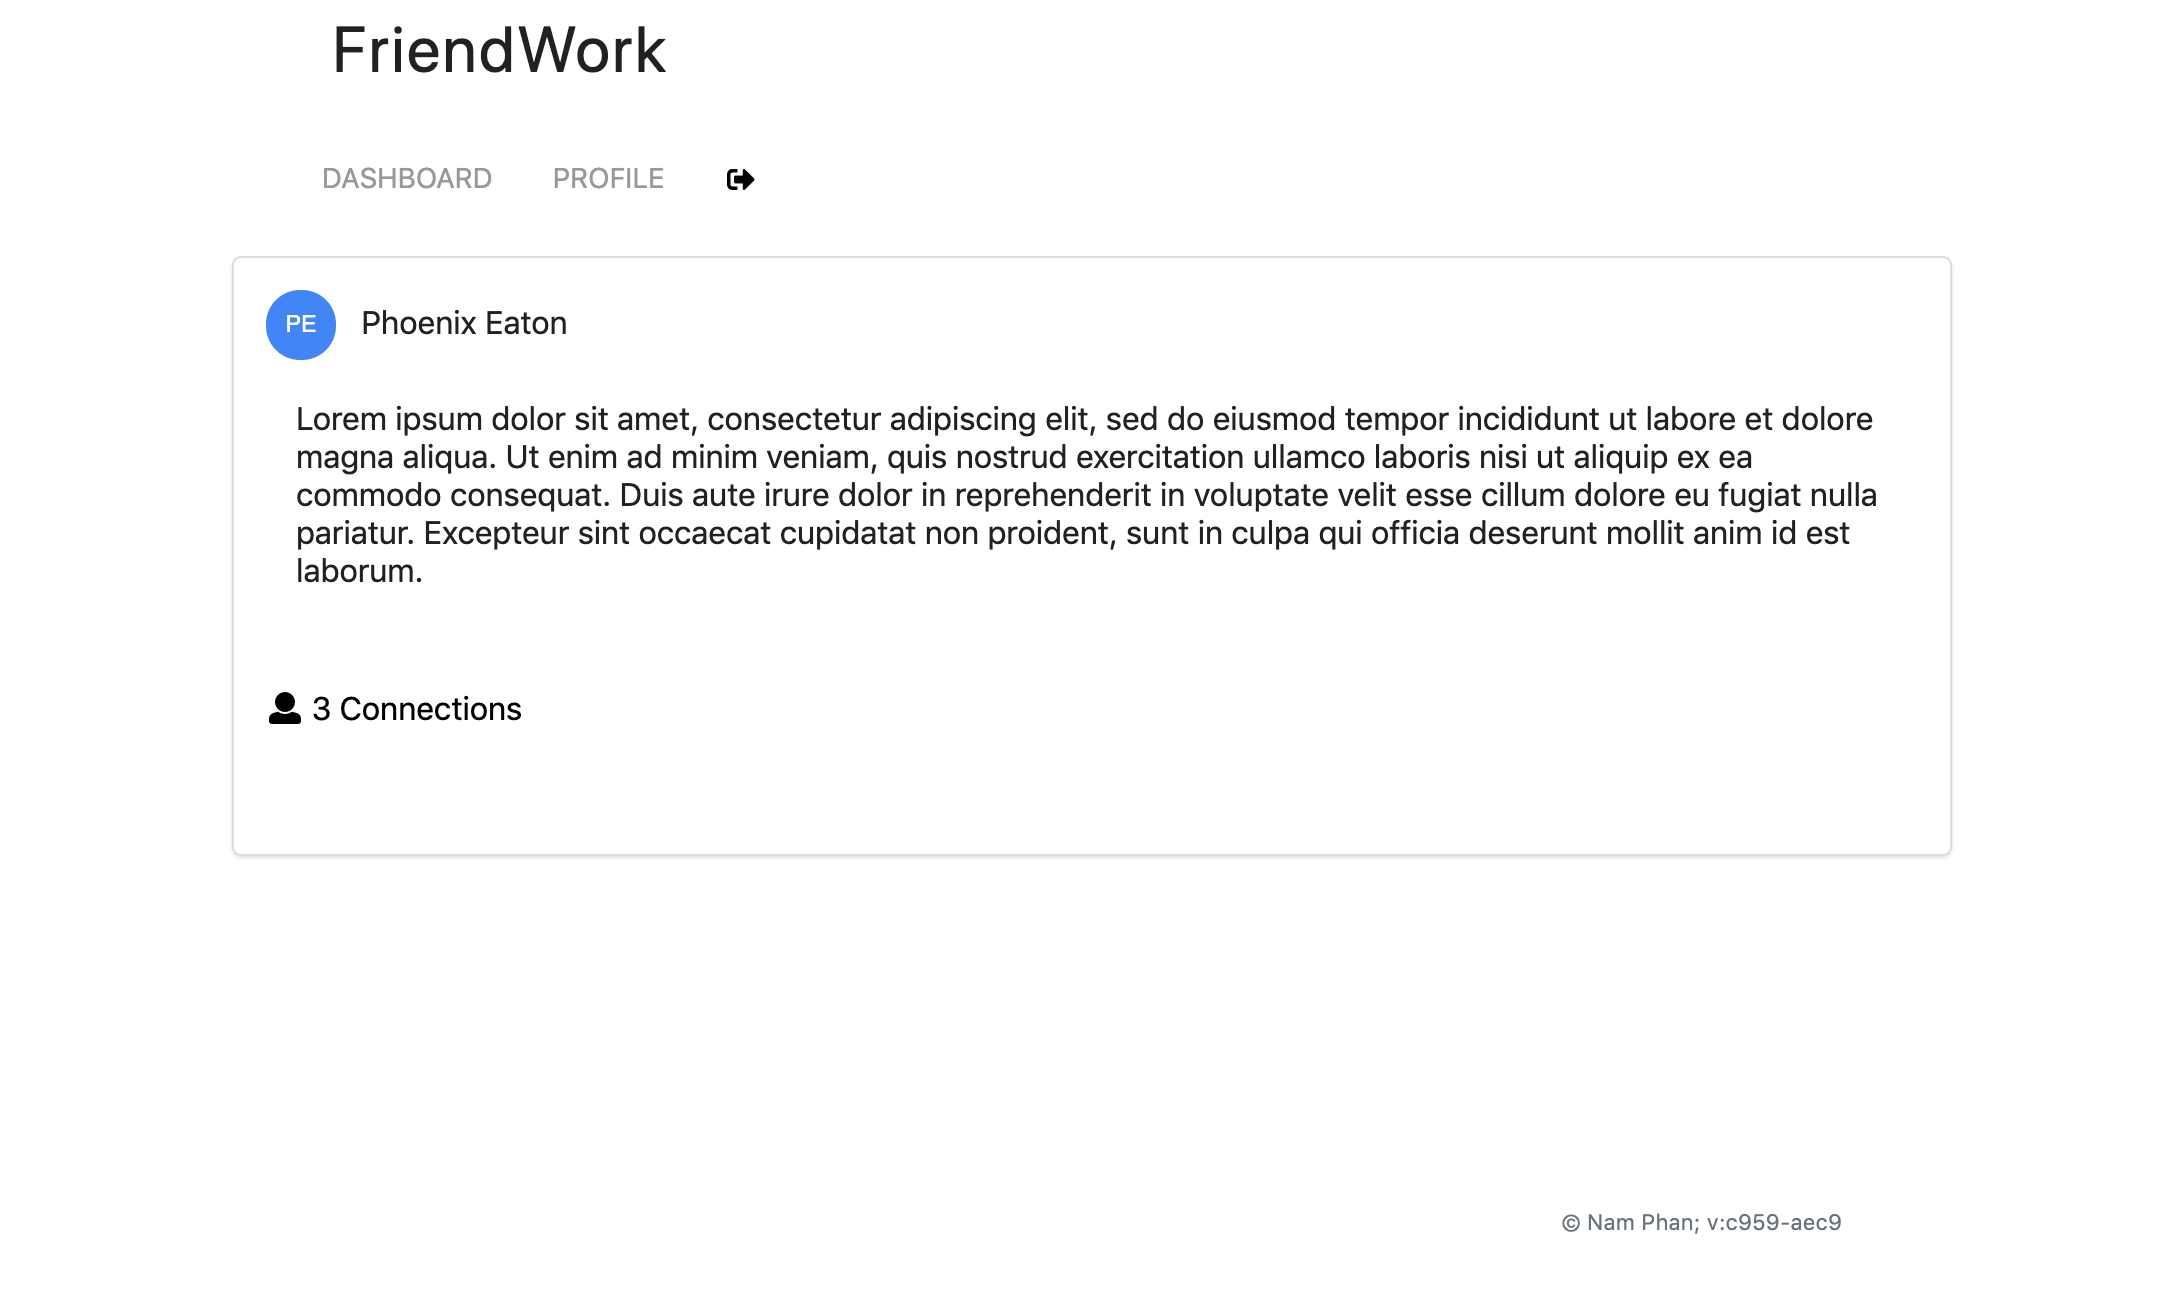 FriendWork
DASHBOARD PROFILE
PE Phoenix Eaton
Lorem ipsum dolor sit amet, consectetur adipiscing elit, sed do eiusmod tempor incididunt ut labore et dolore
magna aliqua. Ut enim ad minim veniam, quis nostrud exercitation ullamco laboris nisi ut aliquip ex ea
commodo consequat. Duis aute irure dolor in reprehenderit in voluptate velit esse cillum dolore eu fugiat nulla
pariatur. Excepteur sint occaecat cupidatat non proident, sunt in culpa qui officia deserunt mollit anim id est
laborum.
3 Connections
© Nam Phan; v:c959-aec9